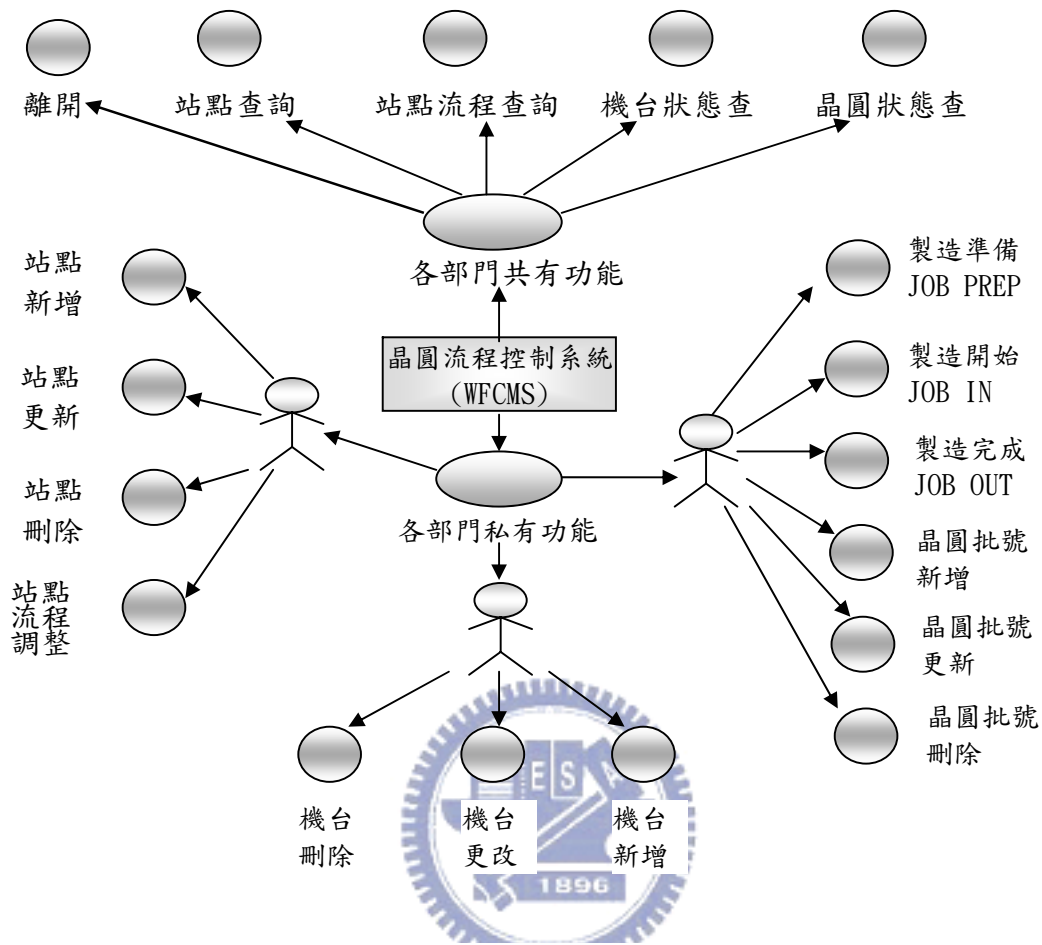 離開
站點查詢
站點流程查詢
機台狀態查
晶圓狀態查
各部門共有功能
站點
新增
站點
更新
站點
刪除
站點
流程
調整
晶圓流程控制系統
(WFCMS)
各部門私有功能
製造準備
JOB PREP
製造開始
JOB IN
製造完成
JOB OUT
晶圓批號
新增
晶圓批號
更新
晶圓批號
刪除
機台
刪除
機台
更改
機台
新增
E S
1896